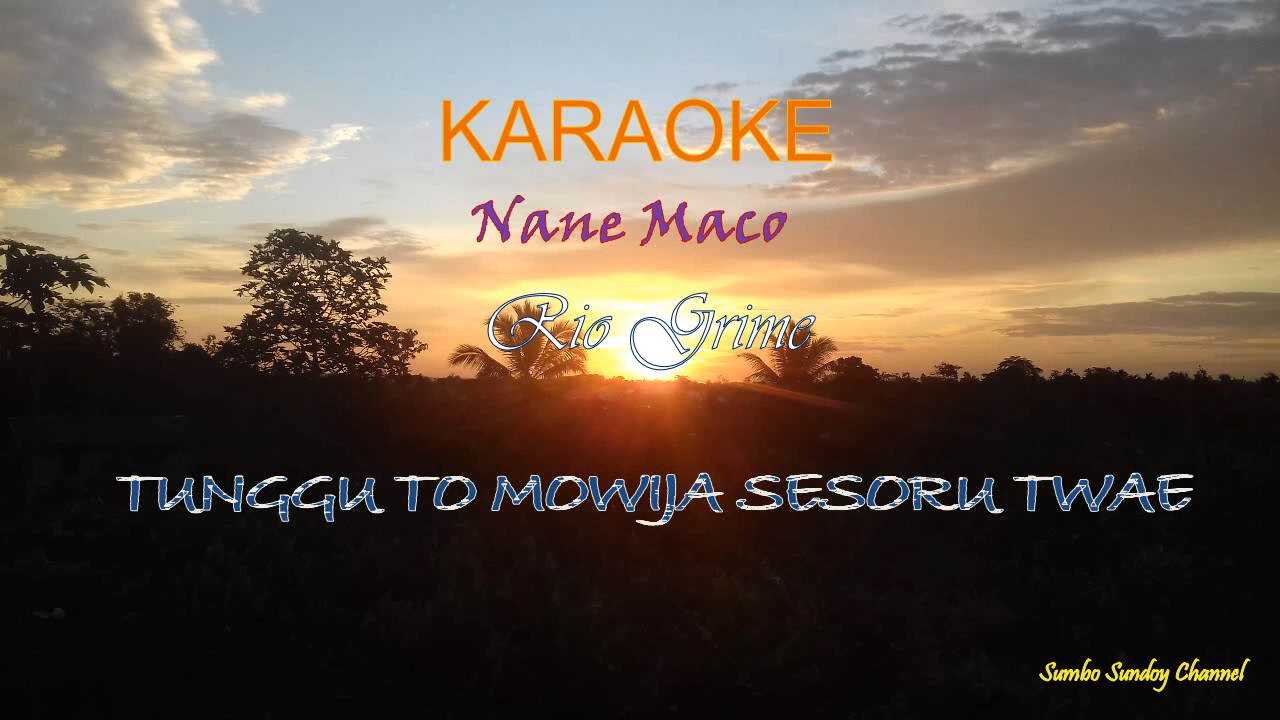 KARAOKE
Nane Maco
Rio Grime
TUNGGU TO MOWIJA SESORU TWAE
Sumbo Sundoy Channel